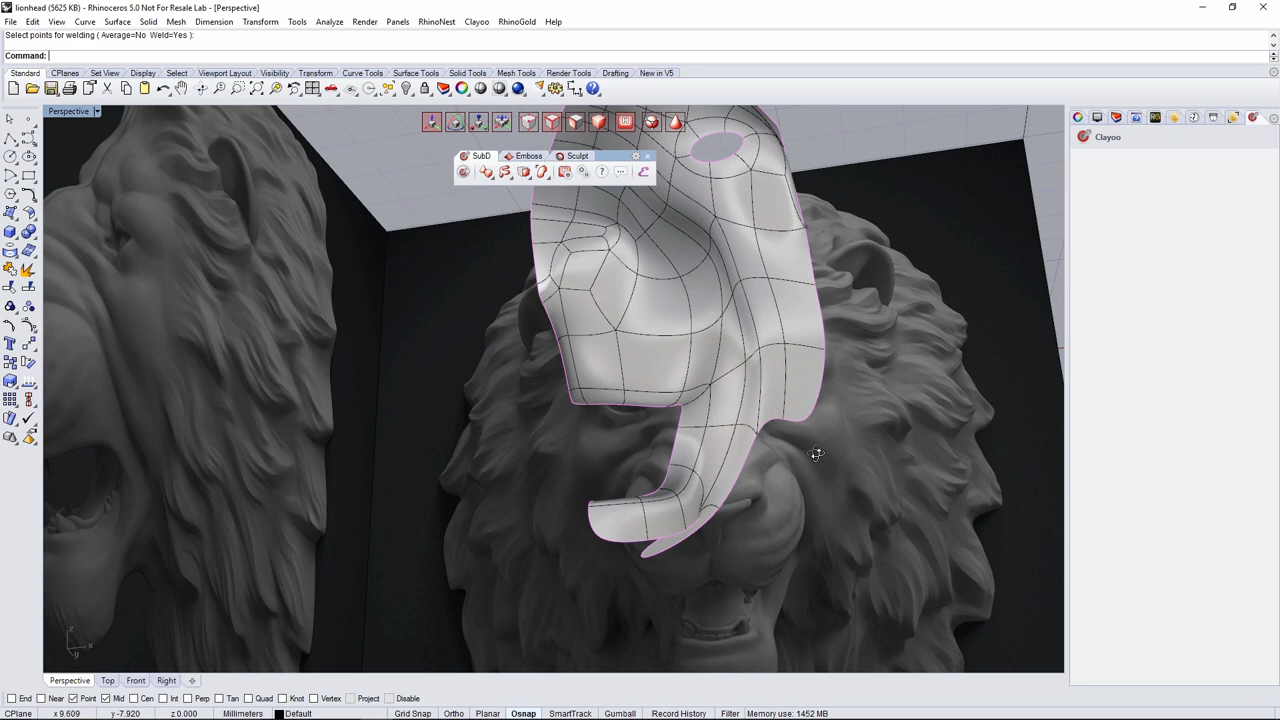 lionhead (5625 KB) - Rhinoceros 5.0 Not For Resale Lab - [Perspective]
File Edit View Curve Surface Solid Mesh Dimension Transform Tools Analyze Render Panels RhinoNest Clayoo RhinoGold Help
Select points for welding ( Average=No Weld=Yes ):
Command:
Standard CPlanes Set View Display Select Viewport Layout Visibility Transform Curve Tools Surface Tools Solid Tools Mesh Tools Render Tools Drafting New in V5
Perspective
Clayoo
SubD Emboss Sculpt
z
x
y
Perspective Top Front Right
End Near Point Mid Cen Int Perp Tan Quad Knot Vertex Project Disable
CPlane x 9.609 y -7.920 z 0.000 Millimeters Default Grid Snap Ortho Planar Osnap SmartTrack Gumball Record History Filter Memory use: 1452 MB